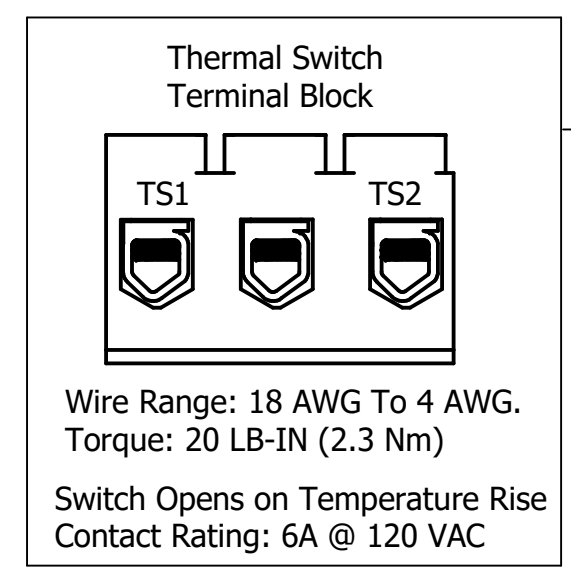 Thermal Switch
Terminal Block
TS1 TS2
Wire Range: 18 AWG To 4 AWG.
Torque: 20 LB-IN (2.3 Nm)
Switch Opens on Temperature Rise
Contact Rating: 6A @ 120 VAC